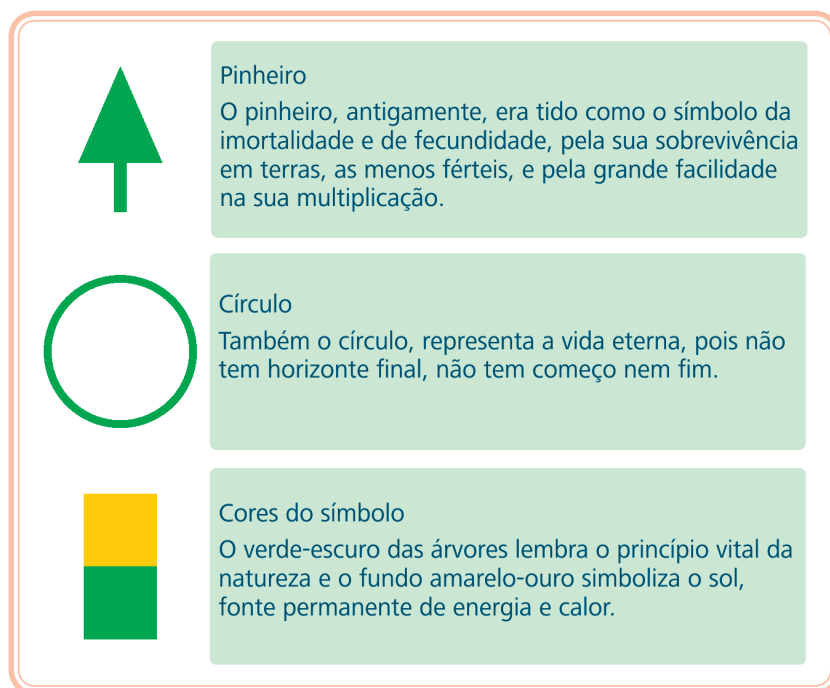 Pinheiro
O pinheiro, antigamente, era tido como o símbolo da
imortalidade e de fecundidade, pela sua sobrevivência
em terras, as menos férteis, e pela grande facilidade
na sua multiplicação.
Círculo
Também o círculo, representa a vida eterna, pois não
tem horizonte final, não tem começo nem fim.
Cores do símbolo
O verde-escuro das árvores lembra o princípio vital da
natureza e o fundo amarelo-ouro simboliza o sol,
fonte permanente de energia e calor.